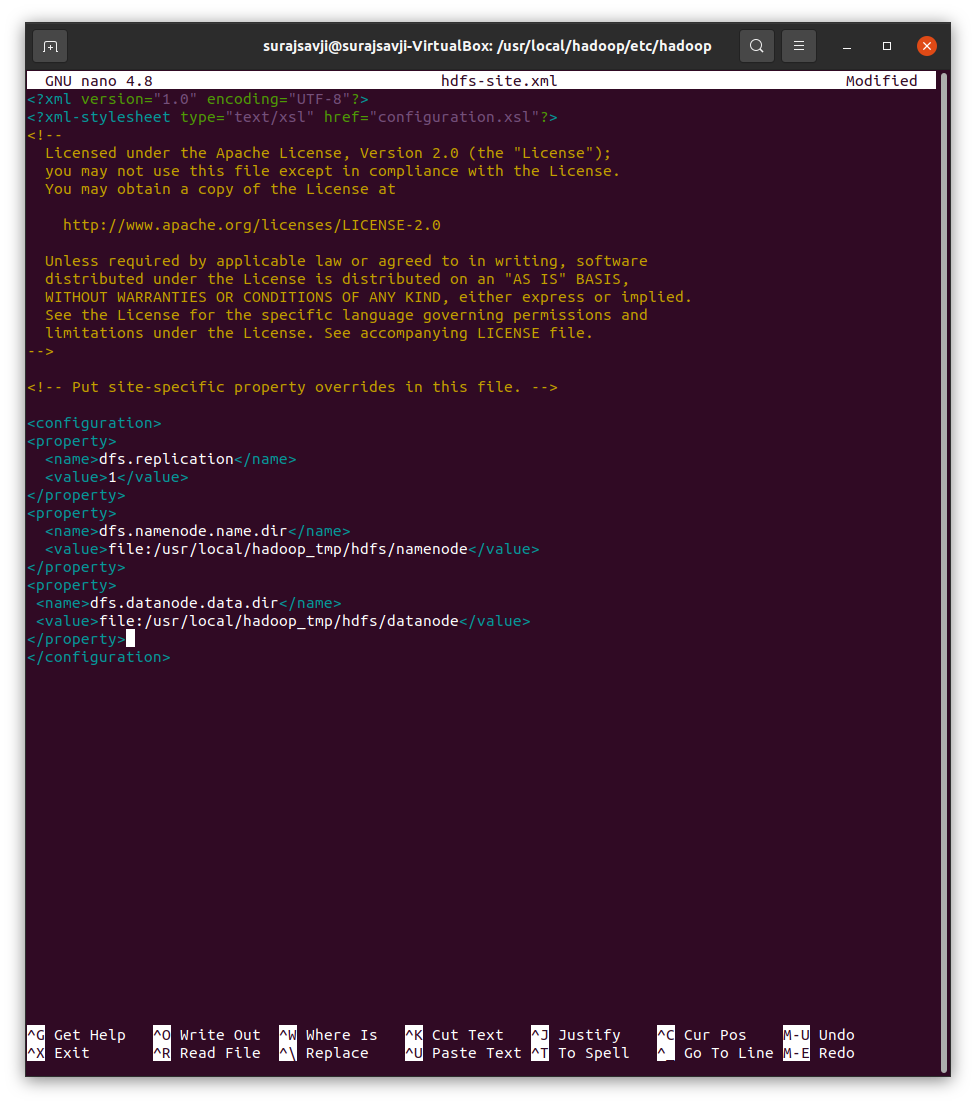 surajsavji@surajsavji-VirtualBox: /usr/local/hadoop/etc/hadoop
GNU nano 4.8 hdfs-site.xml Modified
<?xml version="1.0" encoding="UTF-8"?>
<?xml-stylesheet type="text/xsl" href="configuration.xsl"?>
<!--
  Licensed under the Apache License, Version 2.0 (the "License");
  you may not use this file except in compliance with the License.
  You may obtain a copy of the License at

    http://www.apache.org/licenses/LICENSE-2.0

  Unless required by applicable law or agreed to in writing, software
  distributed under the License is distributed on an "AS IS" BASIS,
  WITHOUT WARRANTIES OR CONDITIONS OF ANY KIND, either express or implied.
  See the License for the specific language governing permissions and
  limitations under the License. See accompanying LICENSE file.
-->

<!-- Put site-specific property overrides in this file. -->

<configuration>
<property>
  <name>dfs.replication</name>
  <value>1</value>
</property>
<property>
  <name>dfs.namenode.name.dir</name>
  <value>file:/usr/local/hadoop_tmp/hdfs/namenode</value>
</property>
<property>
 <name>dfs.datanode.data.dir</name>
 <value>file:/usr/local/hadoop_tmp/hdfs/datanode</value>
</property>
</configuration>

^G Get Help ^O Write Out ^W Where Is ^K Cut Text ^J Justify ^C Cur Pos M-U Undo
^X Exit ^R Read File ^\ Replace ^U Paste Text ^T To Spell ^_ Go To Line M-E Redo